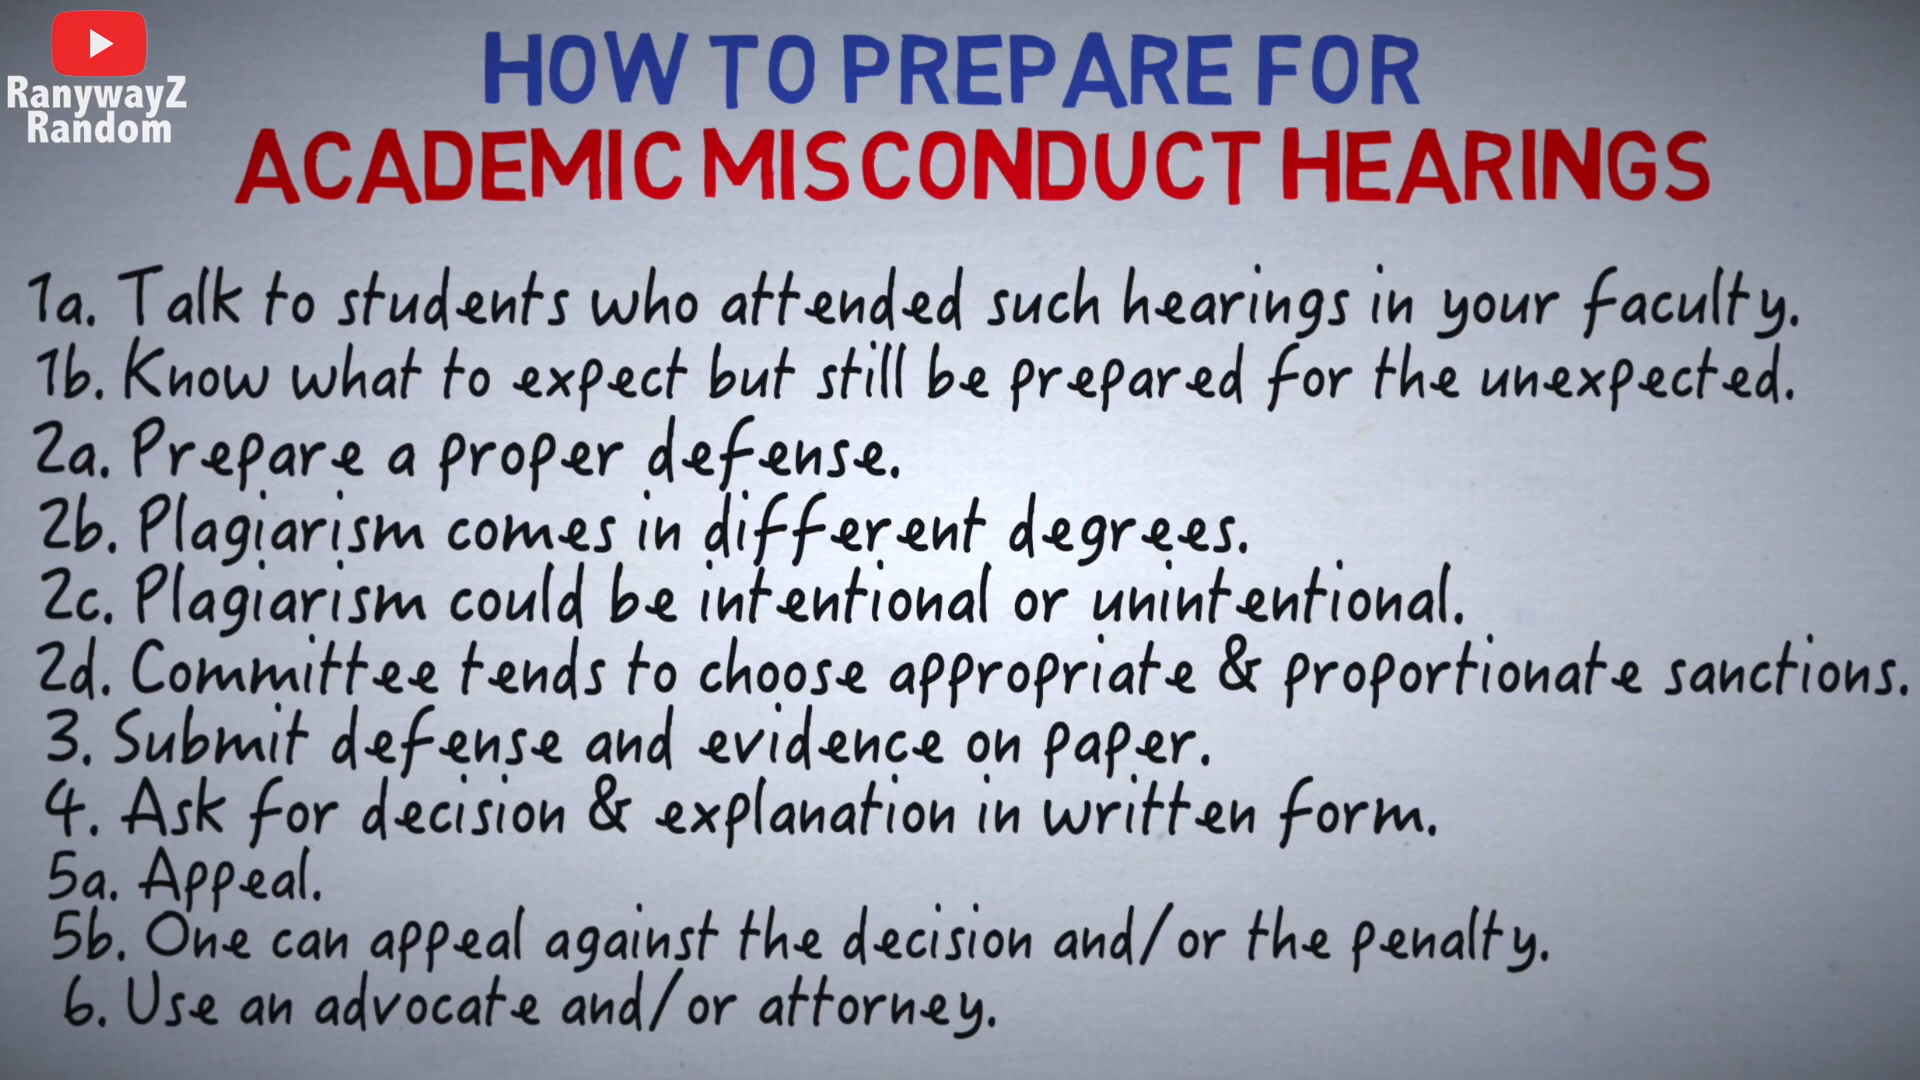 RanywayZ
Random
HOW TO PREPARE FOR
ACADEMIC MISCONDUCT HEARINGS
1a. Talk to students who attended such hearings in your faculty.
1b. Know what to expect but still be prepared for the unexpected.
2a. Prepare a proper defense.
2b. Plagiarism comes in different degrees.
2c. Plagiarism could be intentional or unintentional.
2d. Committee tends to choose appropriate & proportionate sanctions.
3. Submit defense and evidence on paper.
4. Ask for decision & explanation in written form.
5a. Appeal.
5b. One can appeal against the decision and/or the penalty.
6. Use an advocate and/or attorney.